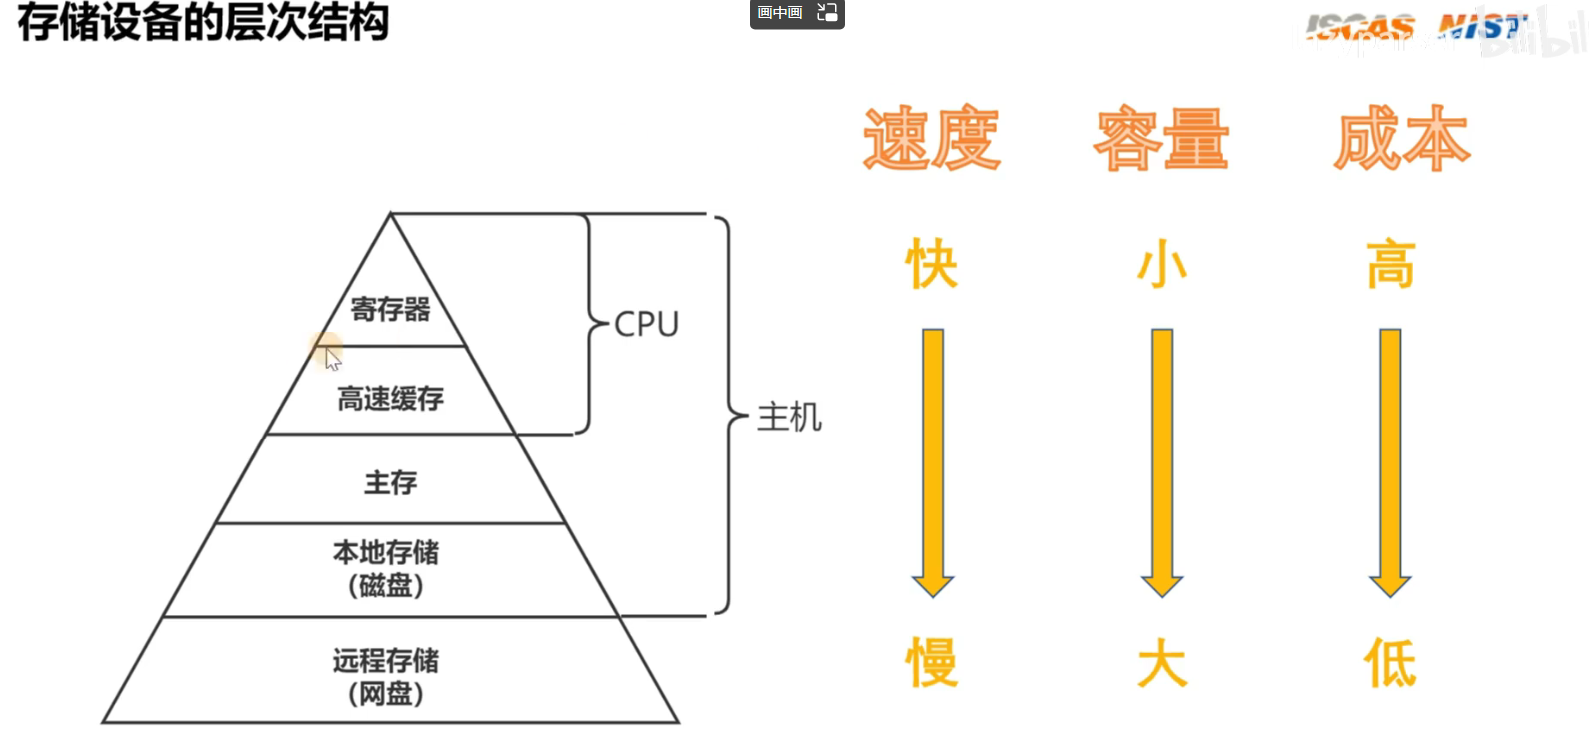 存储设备的层次结构
画中画
ISCAS NIST
bilibili
速度 容量 成本
快 小 高
寄存器
CPU
高速缓存
主机
主存
本地存储
(磁盘)
远程存储
(网盘)
慢 大 低